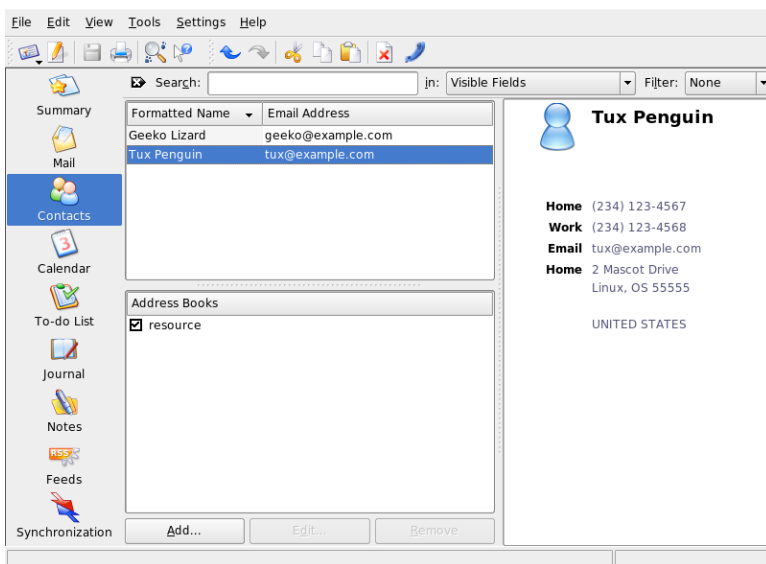 File Edit View Tools Settings Help
Search: in: Visible Fields Filter: None
Summary
Mail
Contacts
Calendar
3
To-do List
Journal
Notes
RSS
Feeds
Synchronization
Formatted Name Email Address
Geeko Lizard geeko@example.com
Tux Penguin tux@example.com
Address Books
resource
Add... Edit... Remove
Tux Penguin
Home (234) 123-4567
Work (234) 123-4568
Email tux@example.com
Home 2 Mascot Drive
Linux, OS 55555
UNITED STATES